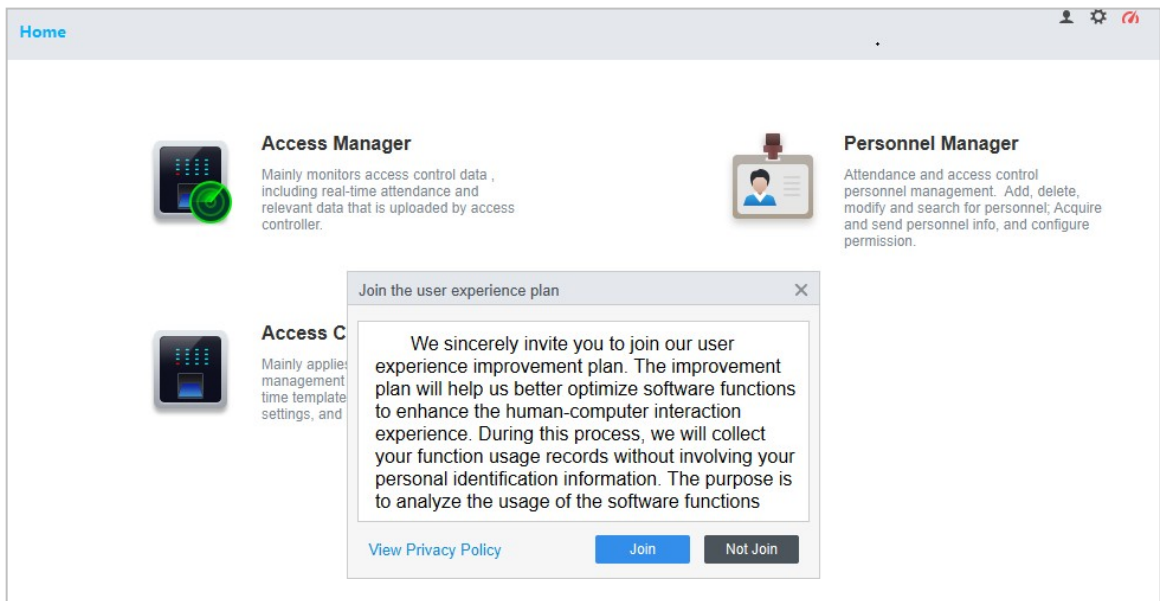 Home
Access Manager
Mainly monitors access control data ,
including real-time attendance and
relevant data that is uploaded by access
controller.
Personnel Manager
Attendance and access control
personnel management. Add, delete,
modify and search for personnel; Acquire
and send personnel info, and configure
permission.
Access C
Mainly applie
management
time template
settings, and
Join the user experience plan
We sincerely invite you to join our user
experience improvement plan. The improvement
plan will help us better optimize software functions
to enhance the human-computer interaction
experience. During this process, we will collect
your function usage records without involving your
personal identification information. The purpose is
to analyze the usage of the software functions
View Privacy Policy
Join
Not Join